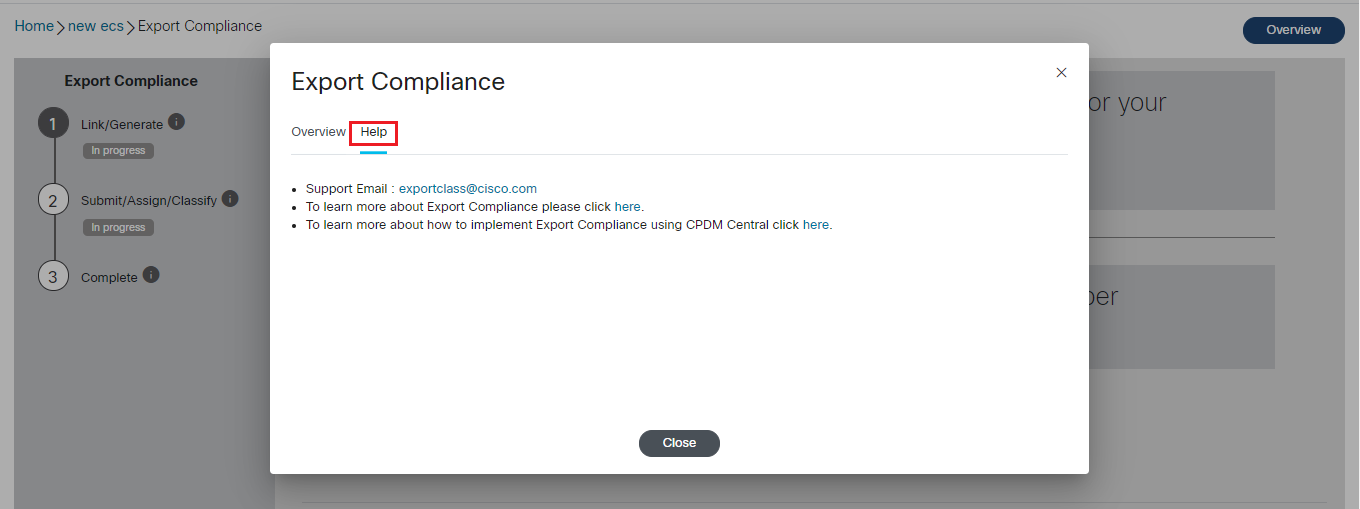 Home > new ecs > Export Compliance
Overview
Export Compliance
1 Link/Generate i
In progress
2 Submit/Assign/Classify i
In progress
3 Complete i
Export Compliance
Overview Help
• Support Email : exportclass@cisco.com
• To learn more about Export Compliance please click here.
• To learn more about how to implement Export Compliance using CPDM Central click here.
Close
or your